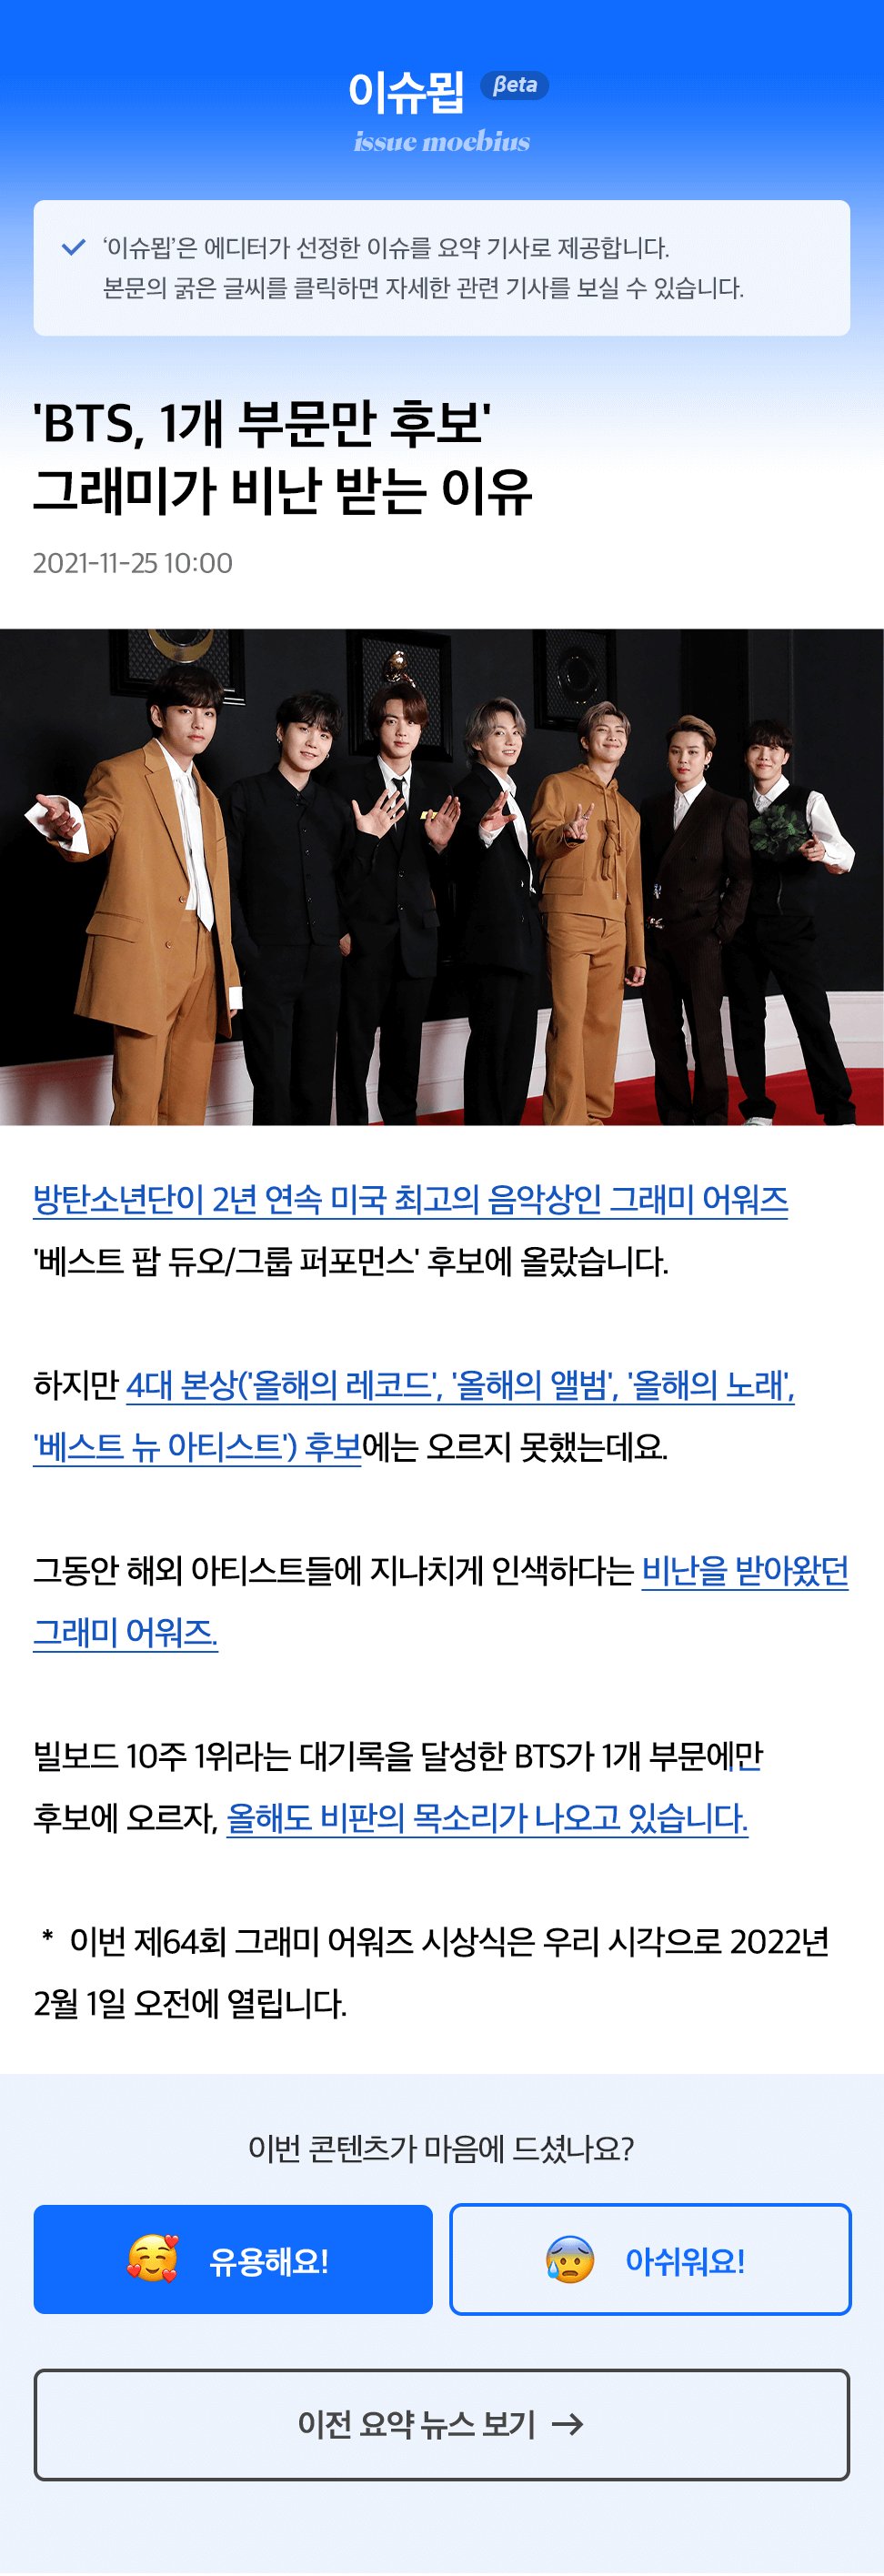 이슈묍 βeta
issue moebius
‘이슈묍’은 에디터가 선정한 이슈를 요약 기사로 제공합니다.
본문의 굵은 글씨를 클릭하면 자세한 관련 기사를 보실 수 있습니다.
'BTS, 1개 부문만 후보'
그래미가 비난 받는 이유
2021-11-25 10:00
방탄소년단이 2년 연속 미국 최고의 음악상인 그래미 어워즈
'베스트 팝 듀오/그룹 퍼포먼스' 후보에 올랐습니다.
하지만 4대 본상('올해의 레코드', '올해의 앨범', '올해의 노래',
'베스트 뉴 아티스트') 후보에는 오르지 못했는데요.
그동안 해외 아티스트들에 지나치게 인색하다는 비난을 받아왔던
그래미 어워즈.
빌보드 10주 1위라는 대기록을 달성한 BTS가 1개 부문에만
후보에 오르자, 올해도 비판의 목소리가 나오고 있습니다.
* 이번 제64회 그래미 어워즈 시상식은 우리 시각으로 2022년
2월 1일 오전에 열립니다.
이번 콘텐츠가 마음에 드셨나요?
유용해요!
아쉬워요!
이전 요약 뉴스 보기 →